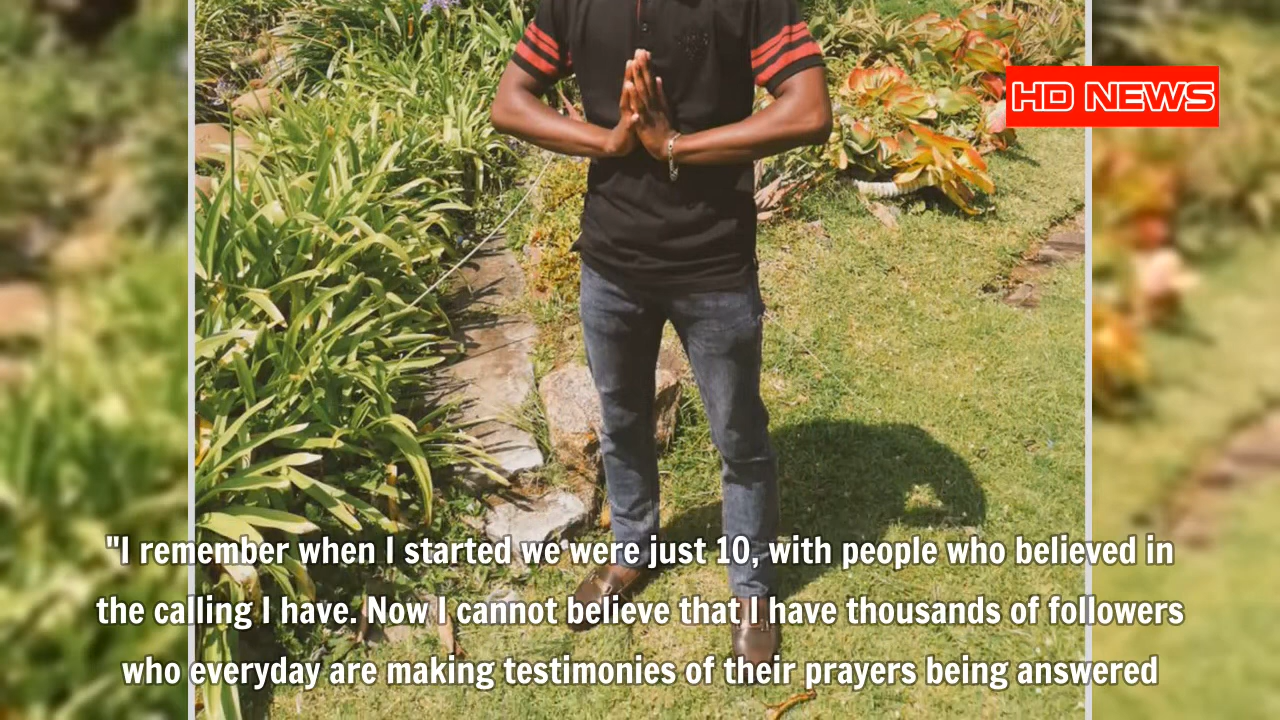 HD NEWS
"I remember when I started we were just 10, with people who believed in
the calling I have. Now I cannot believe that I have thousands of followers
who everyday are making testimonies of their prayers being answered